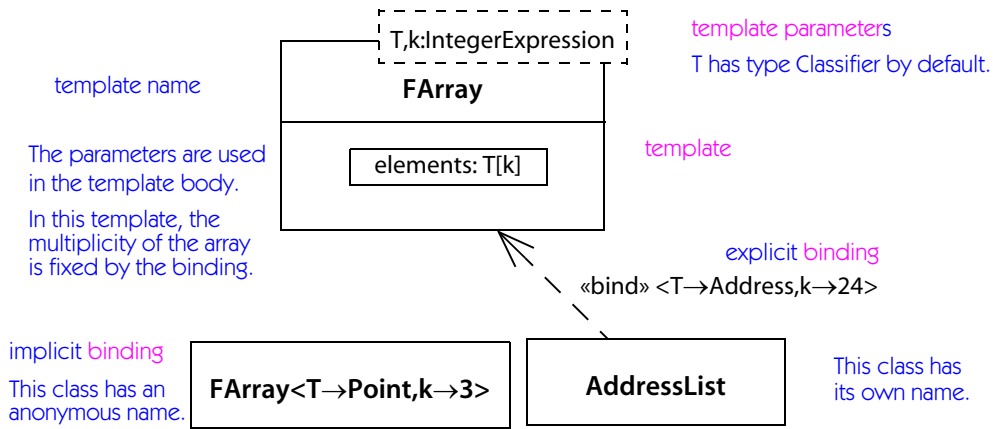 T,k:IntegerExpression
template parameters
T has type Classifier by default.
template name
FArray
The parameters are used
in the template body.
elements: T[k]
template
In this template, the
multiplicity of the array
is fixed by the binding.
explicit binding
«bind» <T→Address,k→24>
implicit binding
This class has an
anonymous name.
FArray<T→Point,k→3>
AddressList
This class has
its own name.